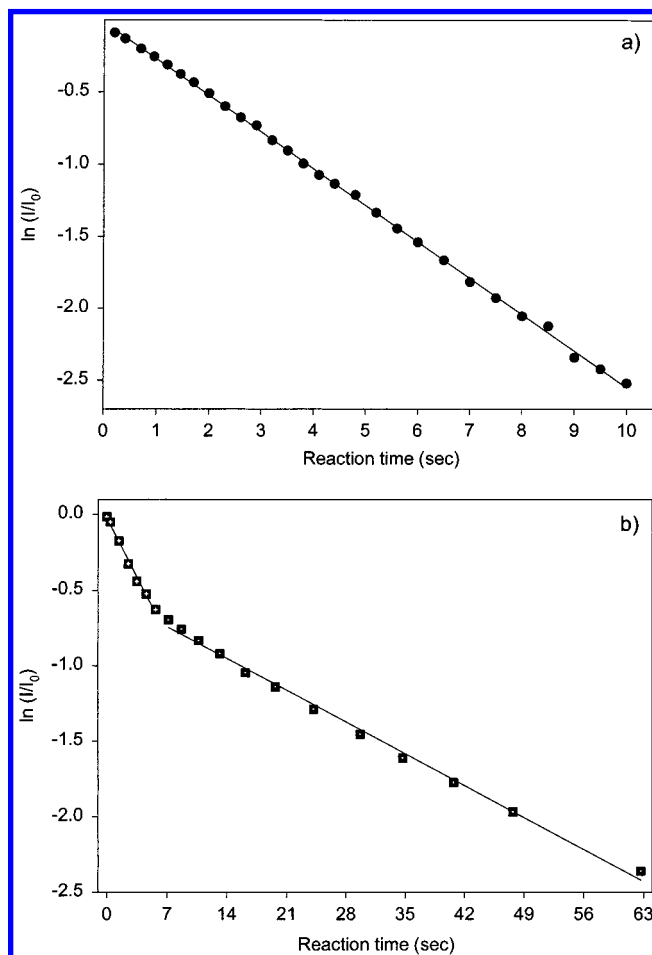 a)
-0.5
-1.0
-1.5
-2.0
-2.5
ln (I/I₀)
0 1 2 3 4 5 6 7 8 9 10
Reaction time (sec)
b)
0.0
-0.5
-1.0
-1.5
-2.0
-2.5
ln (I/I₀)
0 7 14 21 28 35 42 49 56 63
Reaction time (sec)